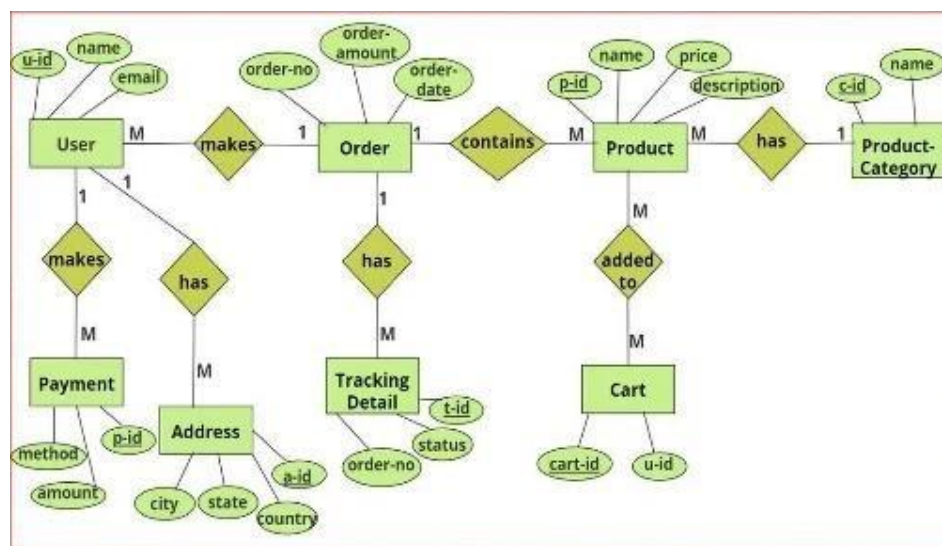 u-id
name
email
order-no
order-
amount
order-
date
p-id
name
price
description
c-id
name
User
M
makes
1
Order
1
contains
M
Product
M
has
1
Product-
Category
1
1
1
M
makes
has
has
added
to
M
M
M
M
Payment
Address
Tracking
Detail
Cart
method
amount
p-id
city
state
country
a-id
order-no
status
t-id
cart-id
u-id